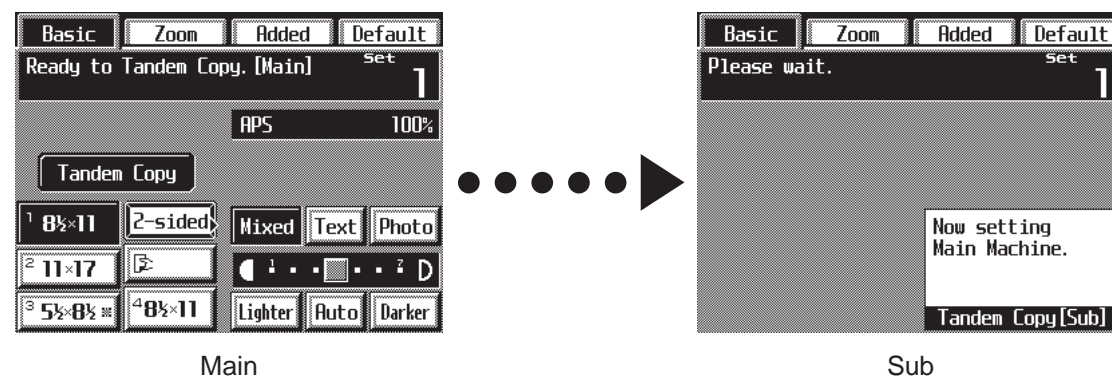 Basic Zoom Added Default
Ready to Tandem Copy. [Main] Set 1
APS 100%
Tandem Copy
1 8½×11 2-sided Mixed Text Photo
2 11×17 1 7
3 5½×8½ 4 8½×11 Lighter Auto Darker
Main
Basic Zoom Added Default
Please wait. Set 1
Now setting
Main Machine.
Tandem Copy[Sub]
Sub